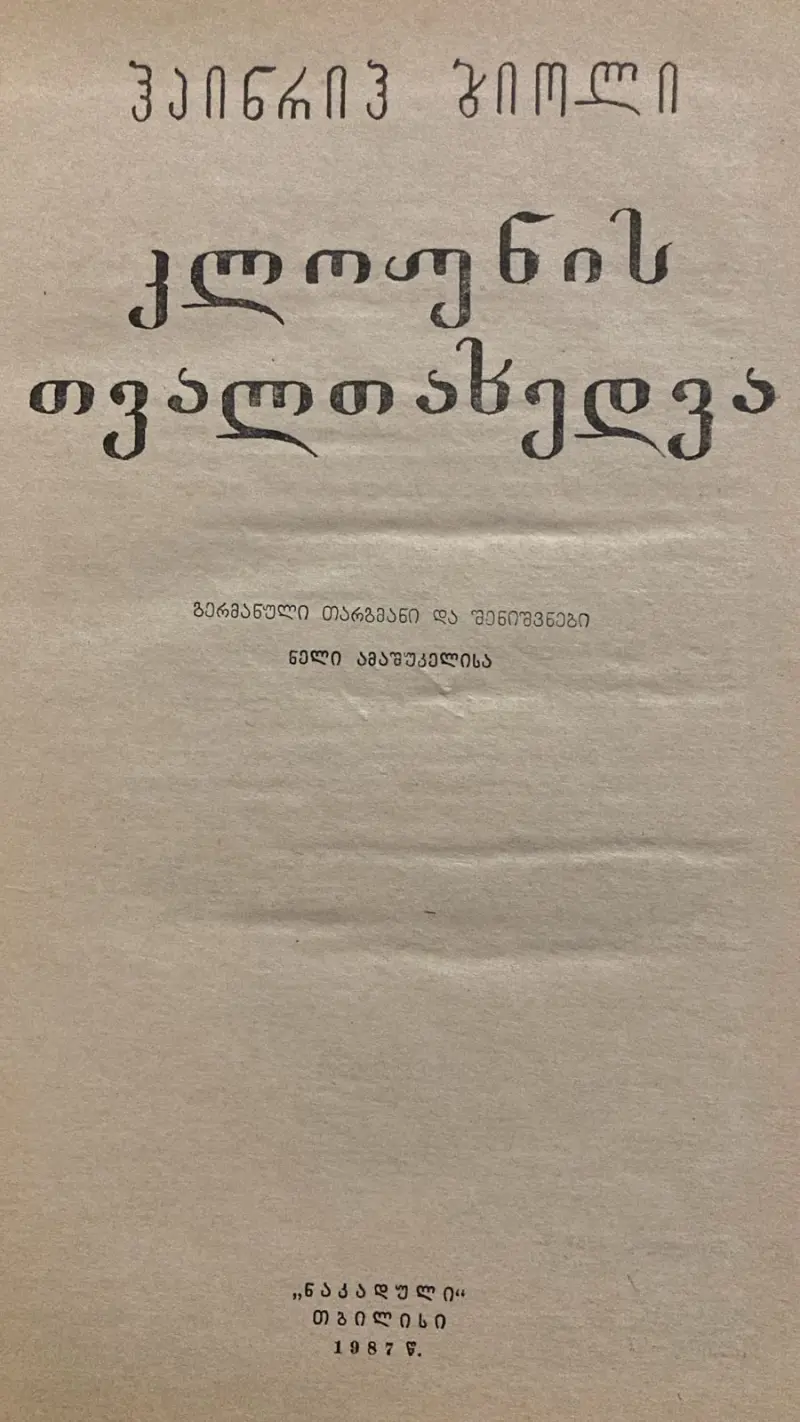 ჰაინრიჰ ბიოლი
კლოუნის
თვალთახედვა
გერმანული თარგმანი და შენიშვნები
ნელი ამაშუკელისა
„ნაკადული“
თბილისი
1987 წ.